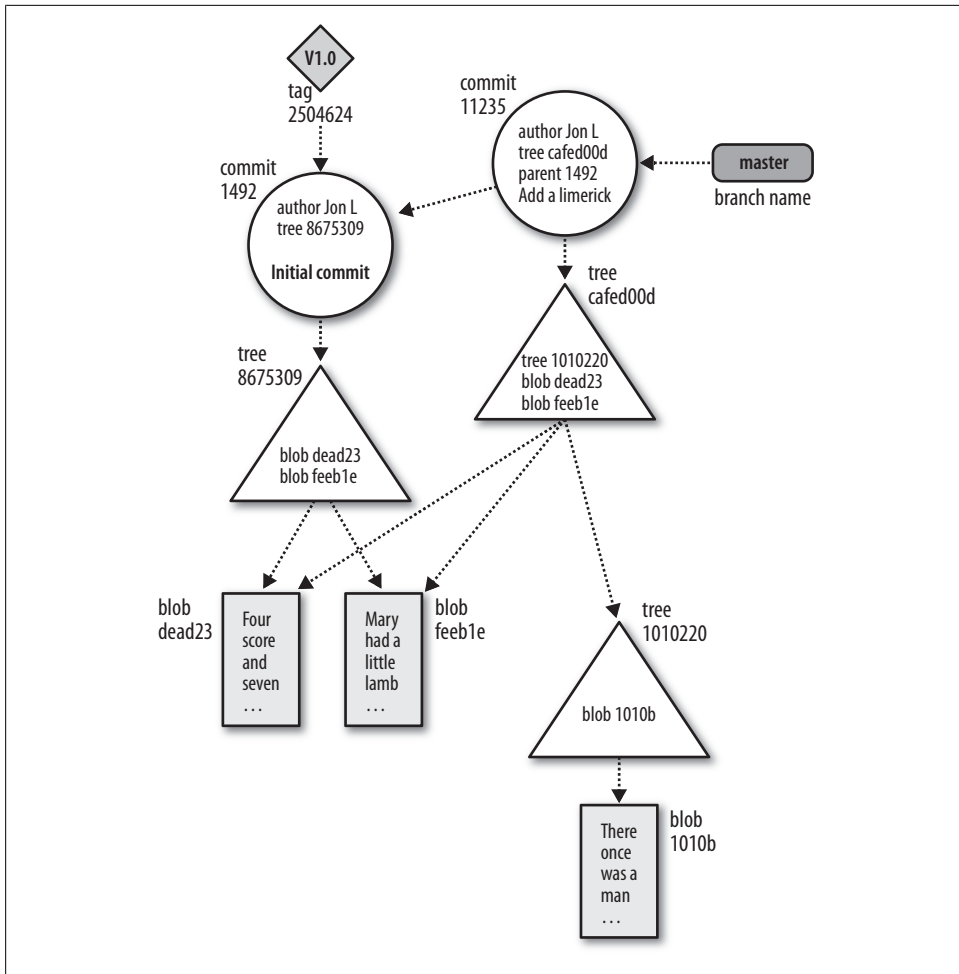 V1.0
tag
2504624
commit
11235
author Jon L
tree cafed00d
parent 1492
Add a limerick
master
branch name
commit
1492
author Jon L
tree 8675309
Initial commit
tree
cafed00d
tree 1010220
blob dead23
blob feeb1e
tree
8675309
blob dead23
blob feeb1e
blob
dead23
Four
score
and
seven
...
Mary
had a
little
lamb
...
blob
feeb1e
tree
1010220
blob 1010b
There
once
was a
man
...
blob
1010b